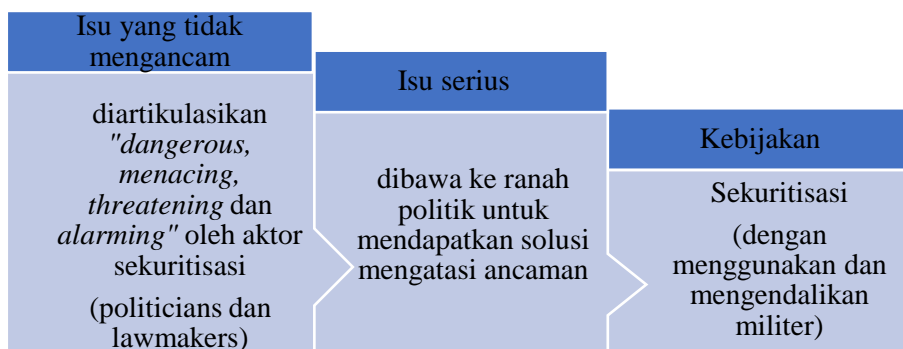 Isu yang tidak
mengancam
diartikulasikan
"dangerous,
menacing,
threatening dan
alarming" oleh aktor
sekuritisasi
(politicians dan
lawmakers)
Isu serius
dibawa ke ranah
politik untuk
mendapatkan solusi
mengatasi ancaman
Kebijakan
Sekuritisasi
(dengan
menggunakan dan
mengendalikan
militer)